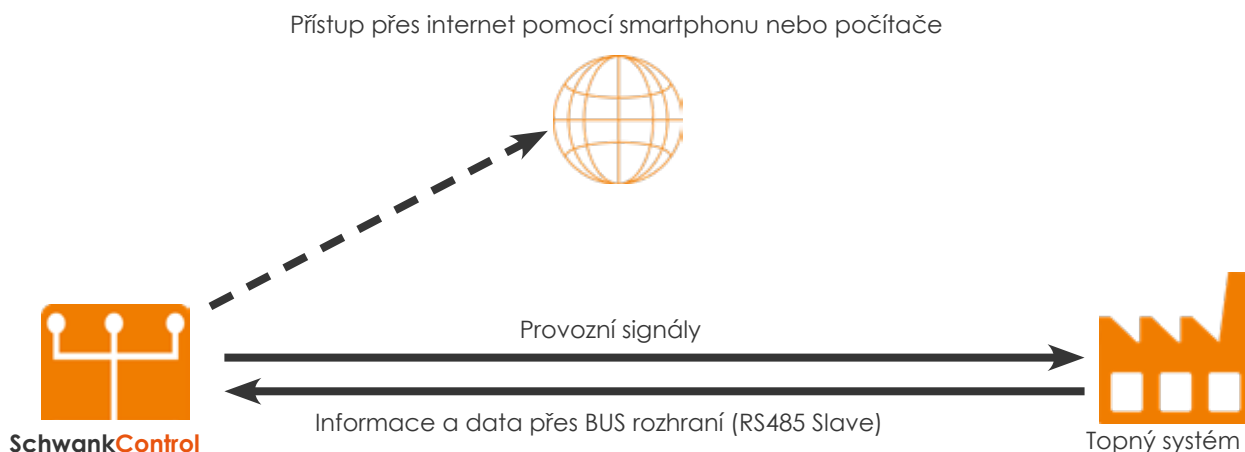 Přístup přes internet pomocí smartphonu nebo počítače
Provozní signály
Informace a data přes BUS rozhraní (RS485 Slave)
SchwankControl
Topný systém